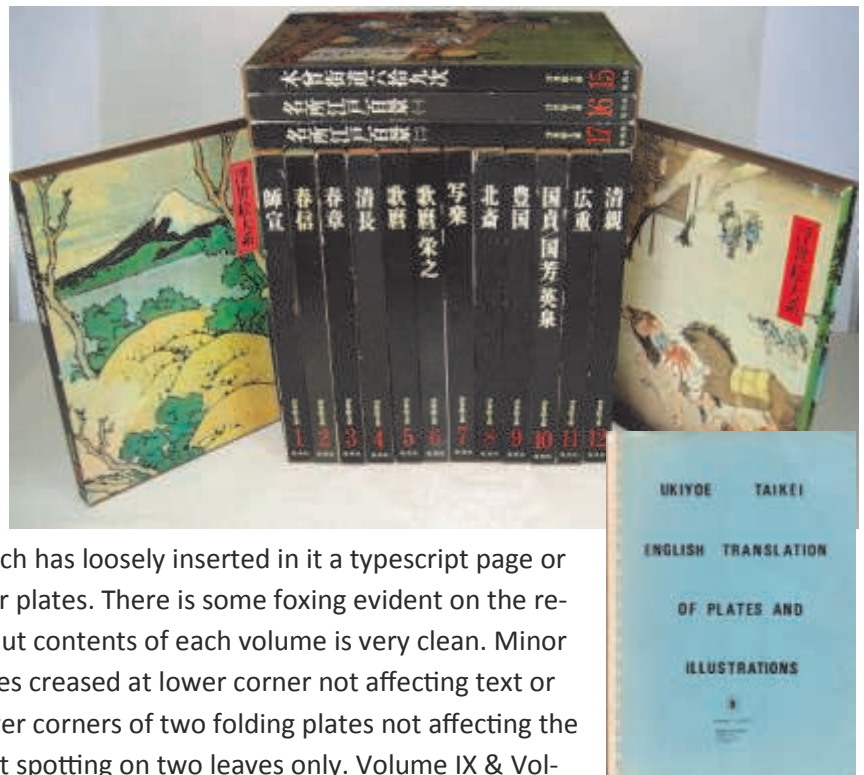 木曾街道六拾九次 15
名所江戸百景(一) 16
名所江戸百景(二) 17
浮世絵大系
師宣 1
春信 2
春章 3
清長 4
歌麿 5
歌麿 栄之 6
写楽 7
北斎 8
豊国 9
国貞 国芳 英泉 10
広重 11
清親 12
浮世絵大系
UKIYOE TAIKEI
ENGLISH TRANSLATION
OF PLATES AND
ILLUSTRATIONS
ch has loosely inserted in it a typescript page or
r plates. There is some foxing evident on the re-
ut contents of each volume is very clean. Minor
es creased at lower corner not affecting text or
er corners of two folding plates not affecting the
t spotting on two leaves only. Volume IX & Vol-